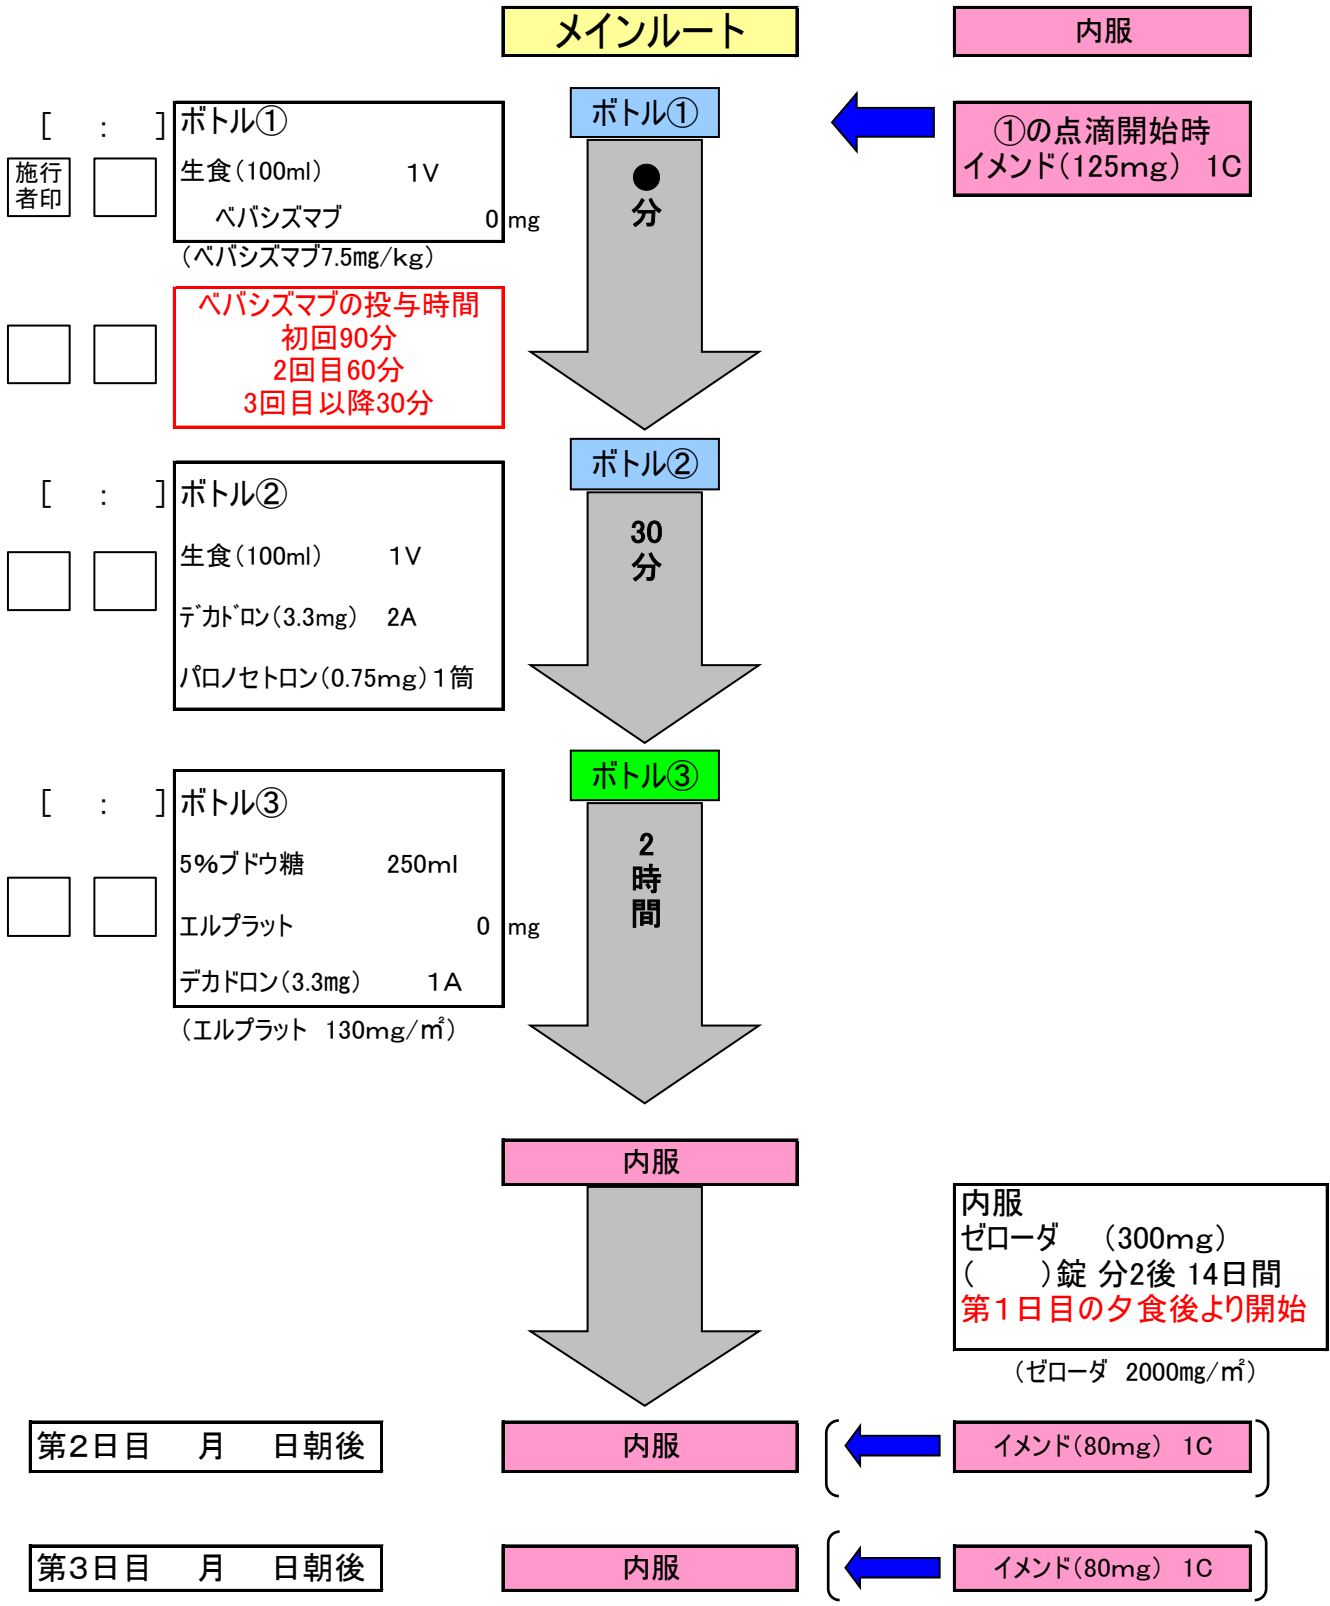 メインルート
内服
[ : ]
ボトル①
生食(100ml) 1V
ベバシズマブ 0 mg
(ベバシズマブ7.5mg/kg)
施行
者印
ボトル①
●
分
①の点滴開始時
イメンド(125mg) 1C
ベバシズマブの投与時間
初回90分
2回目60分
3回目以降30分
[ : ]
ボトル②
生食(100ml) 1V
デカドロン(3.3mg) 2A
パロノセトロン(0.75mg)1筒
ボトル②
30
分
[ : ]
ボトル③
5%ブドウ糖 250ml
エルプラット 0 mg
デカドロン(3.3mg) 1A
(エルプラット 130mg/㎡)
ボトル③
2
時
間
内服
内服
ゼローダ (300mg)
( )錠 分2後 14日間
第1日目の夕食後より開始
(ゼローダ 2000mg/㎡)
第2日目 月 日朝後
内服
イメンド(80mg) 1C
第3日目 月 日朝後
内服
イメンド(80mg) 1C